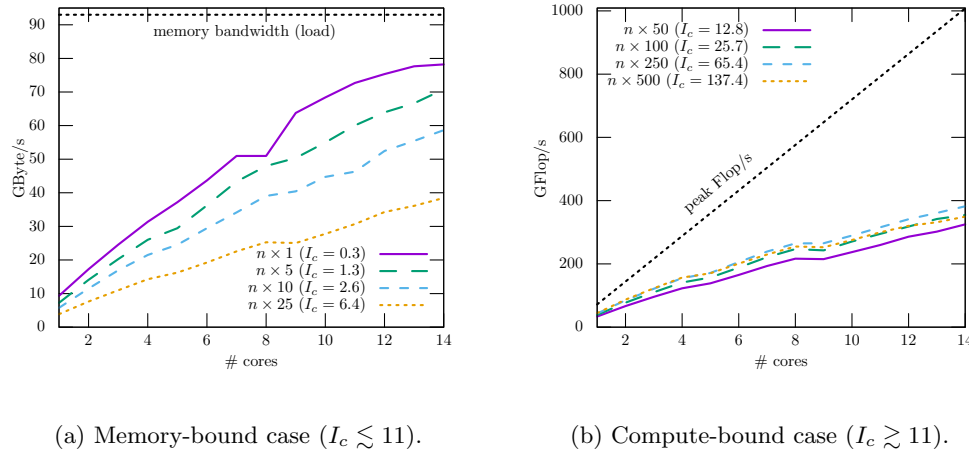 90
80
70
60
50
40
30
20
10
0
GByte/s
memory bandwidth (load)
n × 1 (I_c = 0.3)
n × 5 (I_c = 1.3)
n × 10 (I_c = 2.6)
n × 25 (I_c = 6.4)
2 4 6 8 10 12 14
# cores
(a) Memory-bound case (I_c ≲ 11).
1000
800
600
400
200
0
GFlop/s
n × 50 (I_c = 12.8)
n × 100 (I_c = 25.7)
n × 250 (I_c = 65.4)
n × 500 (I_c = 137.4)
peak Flop/s
2 4 6 8 10 12 14
# cores
(b) Compute-bound case (I_c ≳ 11).